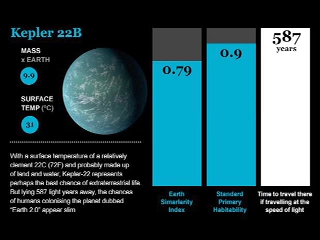 Kepler 22B
MASS
x EARTH
9.9
SURFACE
TEMP (°C)
31
With a surface temperature of a relatively
clement 22C (72F) and probably made up
of land and water, Kepler-22 represents
perhaps the best chance of extraterrestrial life.
But lying 587 light years away, the chances
of humans colonising the planet dubbed
"Earth 2.0" appear slim
0.79
Earth
Simarlarity
Index
0.9
Standard
Primary
Habitability
587
years
Time to travel there
if travelling at the
speed of light